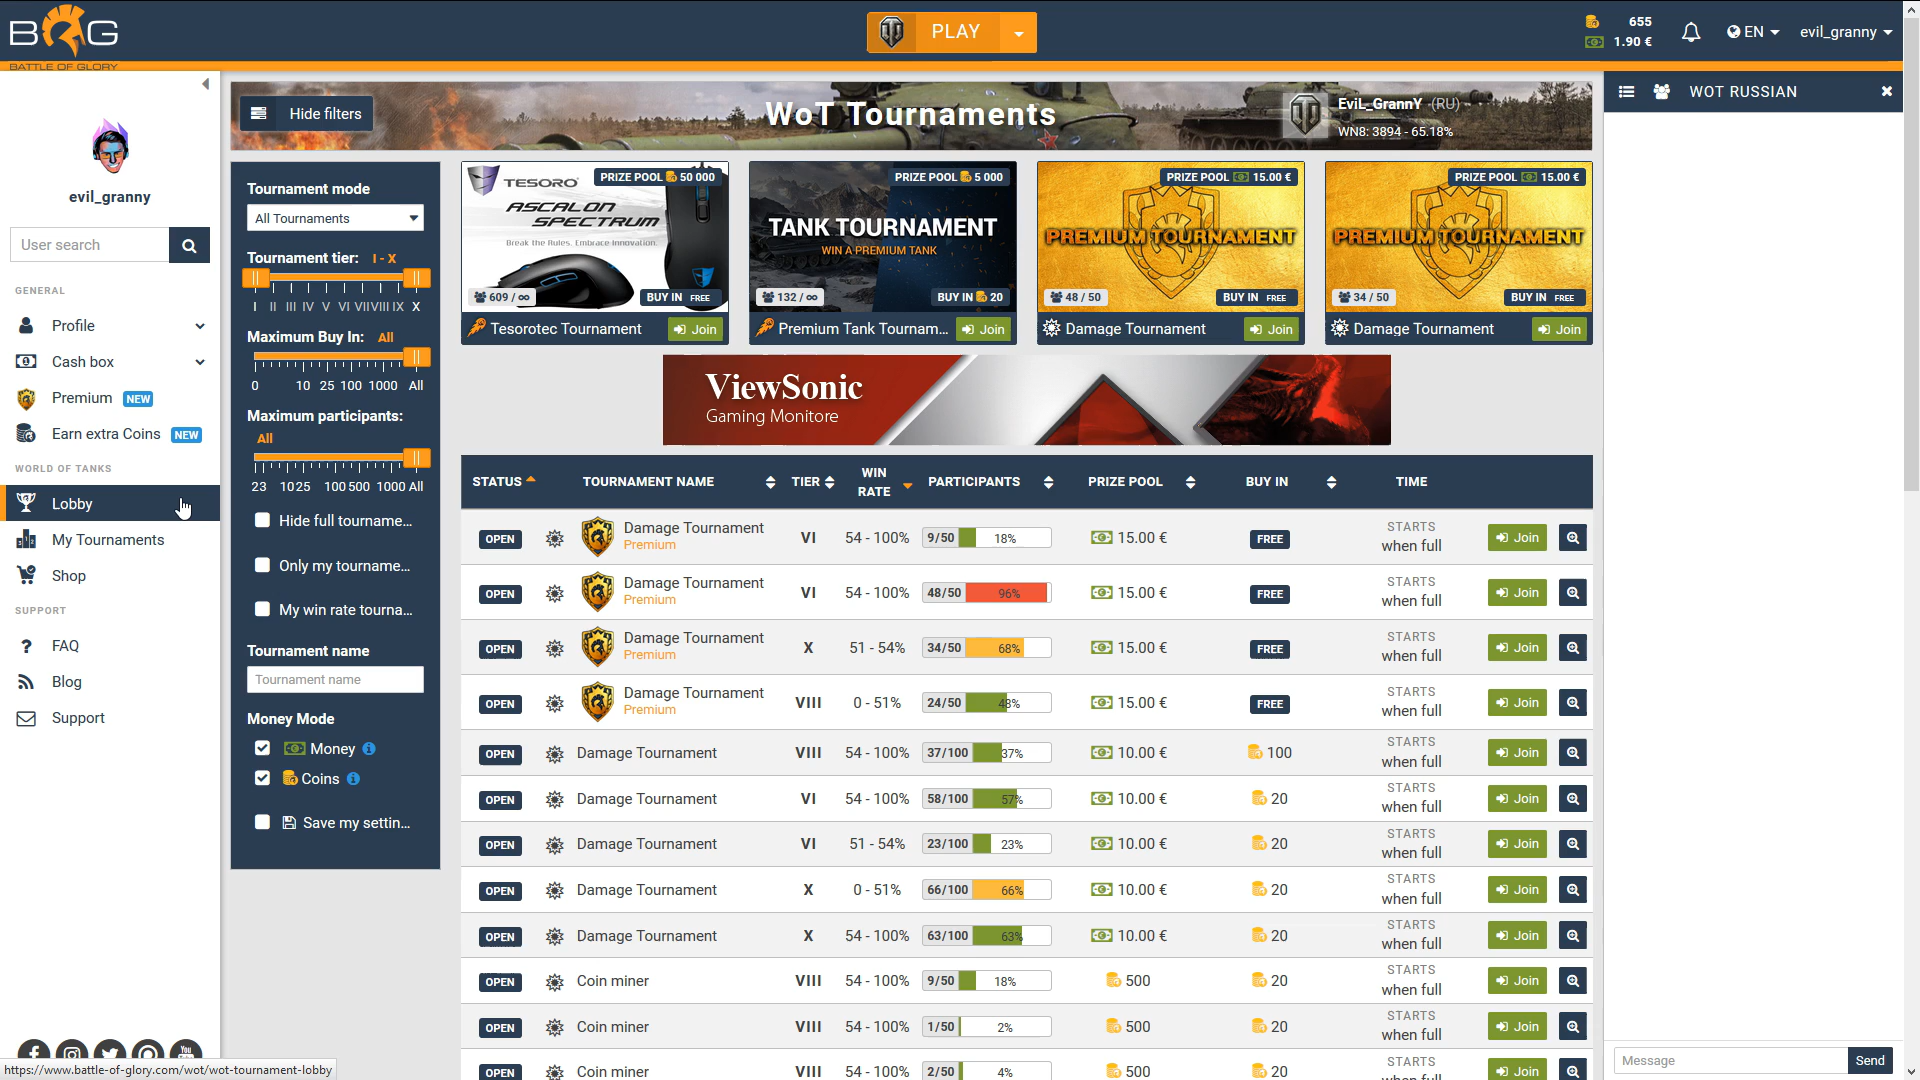 BATTLE OF GLORY
PLAY
655
1.90 €
EN
evil_granny
evil_granny
User search
GENERAL
Profile
Cash box
Premium NEW
Earn extra Coins NEW
WORLD OF TANKS
Lobby
My Tournaments
Shop
SUPPORT
FAQ
Blog
Support
https://www.battle-of-glory.com/wot/wot-tournament-lobby
Hide filters
WoT Tournaments
EviL_GrannY (RU)
WN8: 3894 - 65.18%
Tournament mode
All Tournaments
Tournament tier: I - X
I II III IV V VI VII VIII IX X
Maximum Buy In: All
0 10 25 100 1000 All
Maximum participants:
All
23 10 25 100 500 1000 All
Hide full tourname...
Only my tourname...
My win rate tourna...
Tournament name
Tournament name
Money Mode
Money
Coins
Save my settin...
TESORO
PRIZE POOL 50 000
ASCALON
SPECTRUM
Break the Rules. Embrace Innovation.
609 / ∞
BUY IN FREE
Tesorotec Tournament Join
PRIZE POOL 5 000
TANK TOURNAMENT
WIN A PREMIUM TANK
132 / ∞
BUY IN 20
Premium Tank Tournam... Join
PRIZE POOL 15.00 €
PREMIUM TOURNAMENT
48 / 50
BUY IN FREE
Damage Tournament Join
PRIZE POOL 15.00 €
PREMIUM TOURNAMENT
34 / 50
BUY IN FREE
Damage Tournament Join
ViewSonic
Gaming Monitore
STATUS TOURNAMENT NAME TIER WIN RATE PARTICIPANTS PRIZE POOL BUY IN TIME
OPEN Damage Tournament Premium VI 54 - 100% 9/50 18% 15.00 € FREE STARTS when full Join
OPEN Damage Tournament Premium VI 54 - 100% 48/50 96% 15.00 € FREE STARTS when full Join
OPEN Damage Tournament Premium X 51 - 54% 34/50 68% 15.00 € FREE STARTS when full Join
OPEN Damage Tournament Premium VIII 0 - 51% 24/50 48% 15.00 € FREE STARTS when full Join
OPEN Damage Tournament VIII 54 - 100% 37/100 37% 10.00 € 100 STARTS when full Join
OPEN Damage Tournament VI 54 - 100% 58/100 57% 10.00 € 20 STARTS when full Join
OPEN Damage Tournament VI 51 - 54% 23/100 23% 10.00 € 20 STARTS when full Join
OPEN Damage Tournament X 0 - 51% 66/100 66% 10.00 € 20 STARTS when full Join
OPEN Damage Tournament X 54 - 100% 63/100 63% 10.00 € 20 STARTS when full Join
OPEN Coin miner VIII 54 - 100% 9/50 18% 500 20 STARTS when full Join
OPEN Coin miner VIII 54 - 100% 1/50 2% 500 20 STARTS when full Join
OPEN Coin miner VIII 54 - 100% 2/50 4% 500 20 STARTS when full Join
WOT RUSSIAN
Message
Send